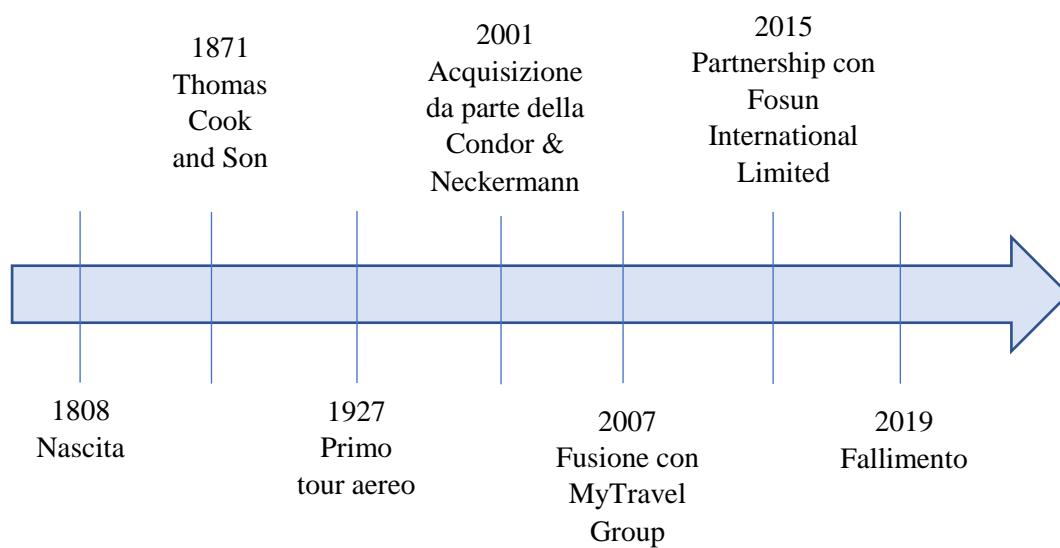 1871
Thomas
Cook
and Son
2001
Acquisizione
da parte della
Condor &
Neckermann
2015
Partnership con
Fosun
International
Limited
1808
Nascita
1927
Primo
tour aereo
2007
Fusione con
MyTravel
Group
2019
Fallimento